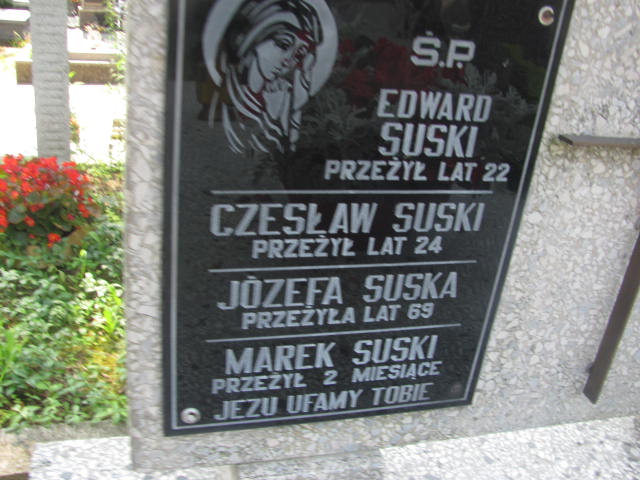 Ś.P.
EDWARD
SUSKI
PRZEŻYŁ LAT 22
CZESŁAW SUSKI
PRZEŻYŁ LAT 24
JÓZEFA SUSKA
PRZEŻYŁA LAT 69
MAREK SUSKI
PRZEŻYŁ 2 MIESIĄCE
JEZU UFAMY TOBIE